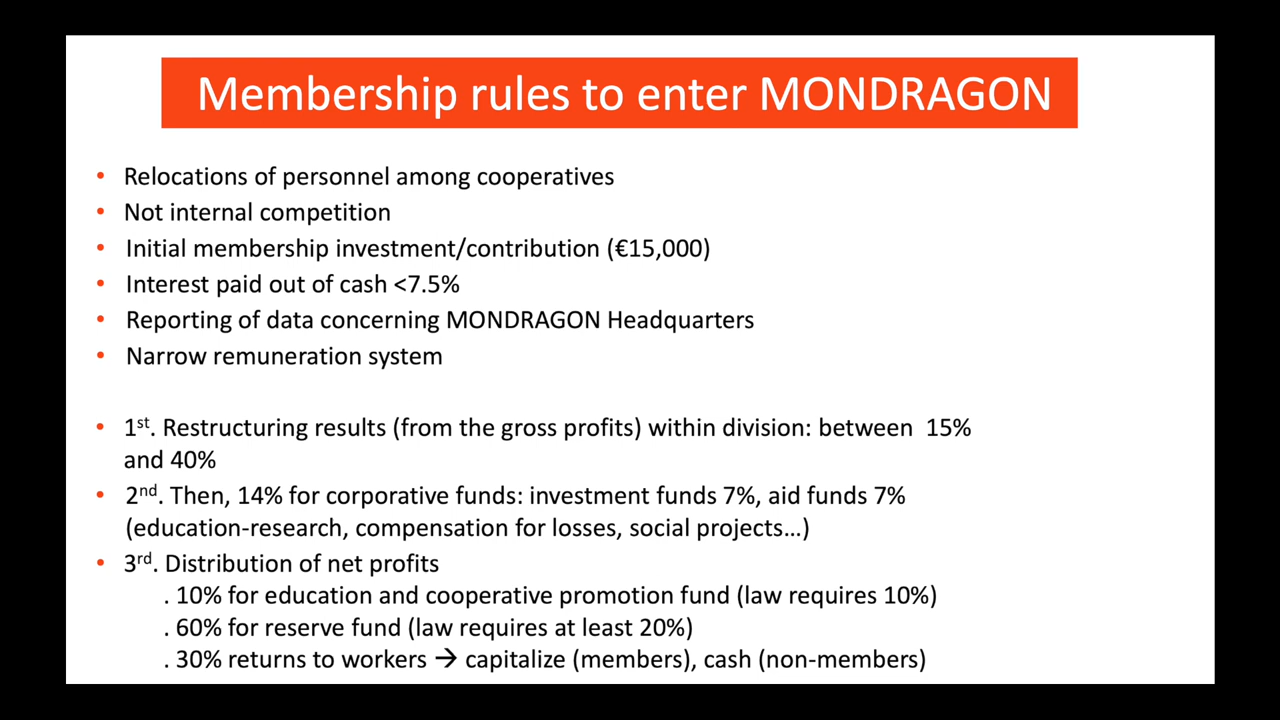 Membership rules to enter MONDRAGON
• Relocations of personnel among cooperatives
• Not internal competition
• Initial membership investment/contribution (€15,000)
• Interest paid out of cash <7.5%
• Reporting of data concerning MONDRAGON Headquarters
• Narrow remuneration system
• 1st. Restructuring results (from the gross profits) within division: between 15%
and 40%
• 2nd. Then, 14% for corporative funds: investment funds 7%, aid funds 7%
(education-research, compensation for losses, social projects…)
• 3rd. Distribution of net profits
. 10% for education and cooperative promotion fund (law requires 10%)
. 60% for reserve fund (law requires at least 20%)
. 30% returns to workers → capitalize (members), cash (non-members)